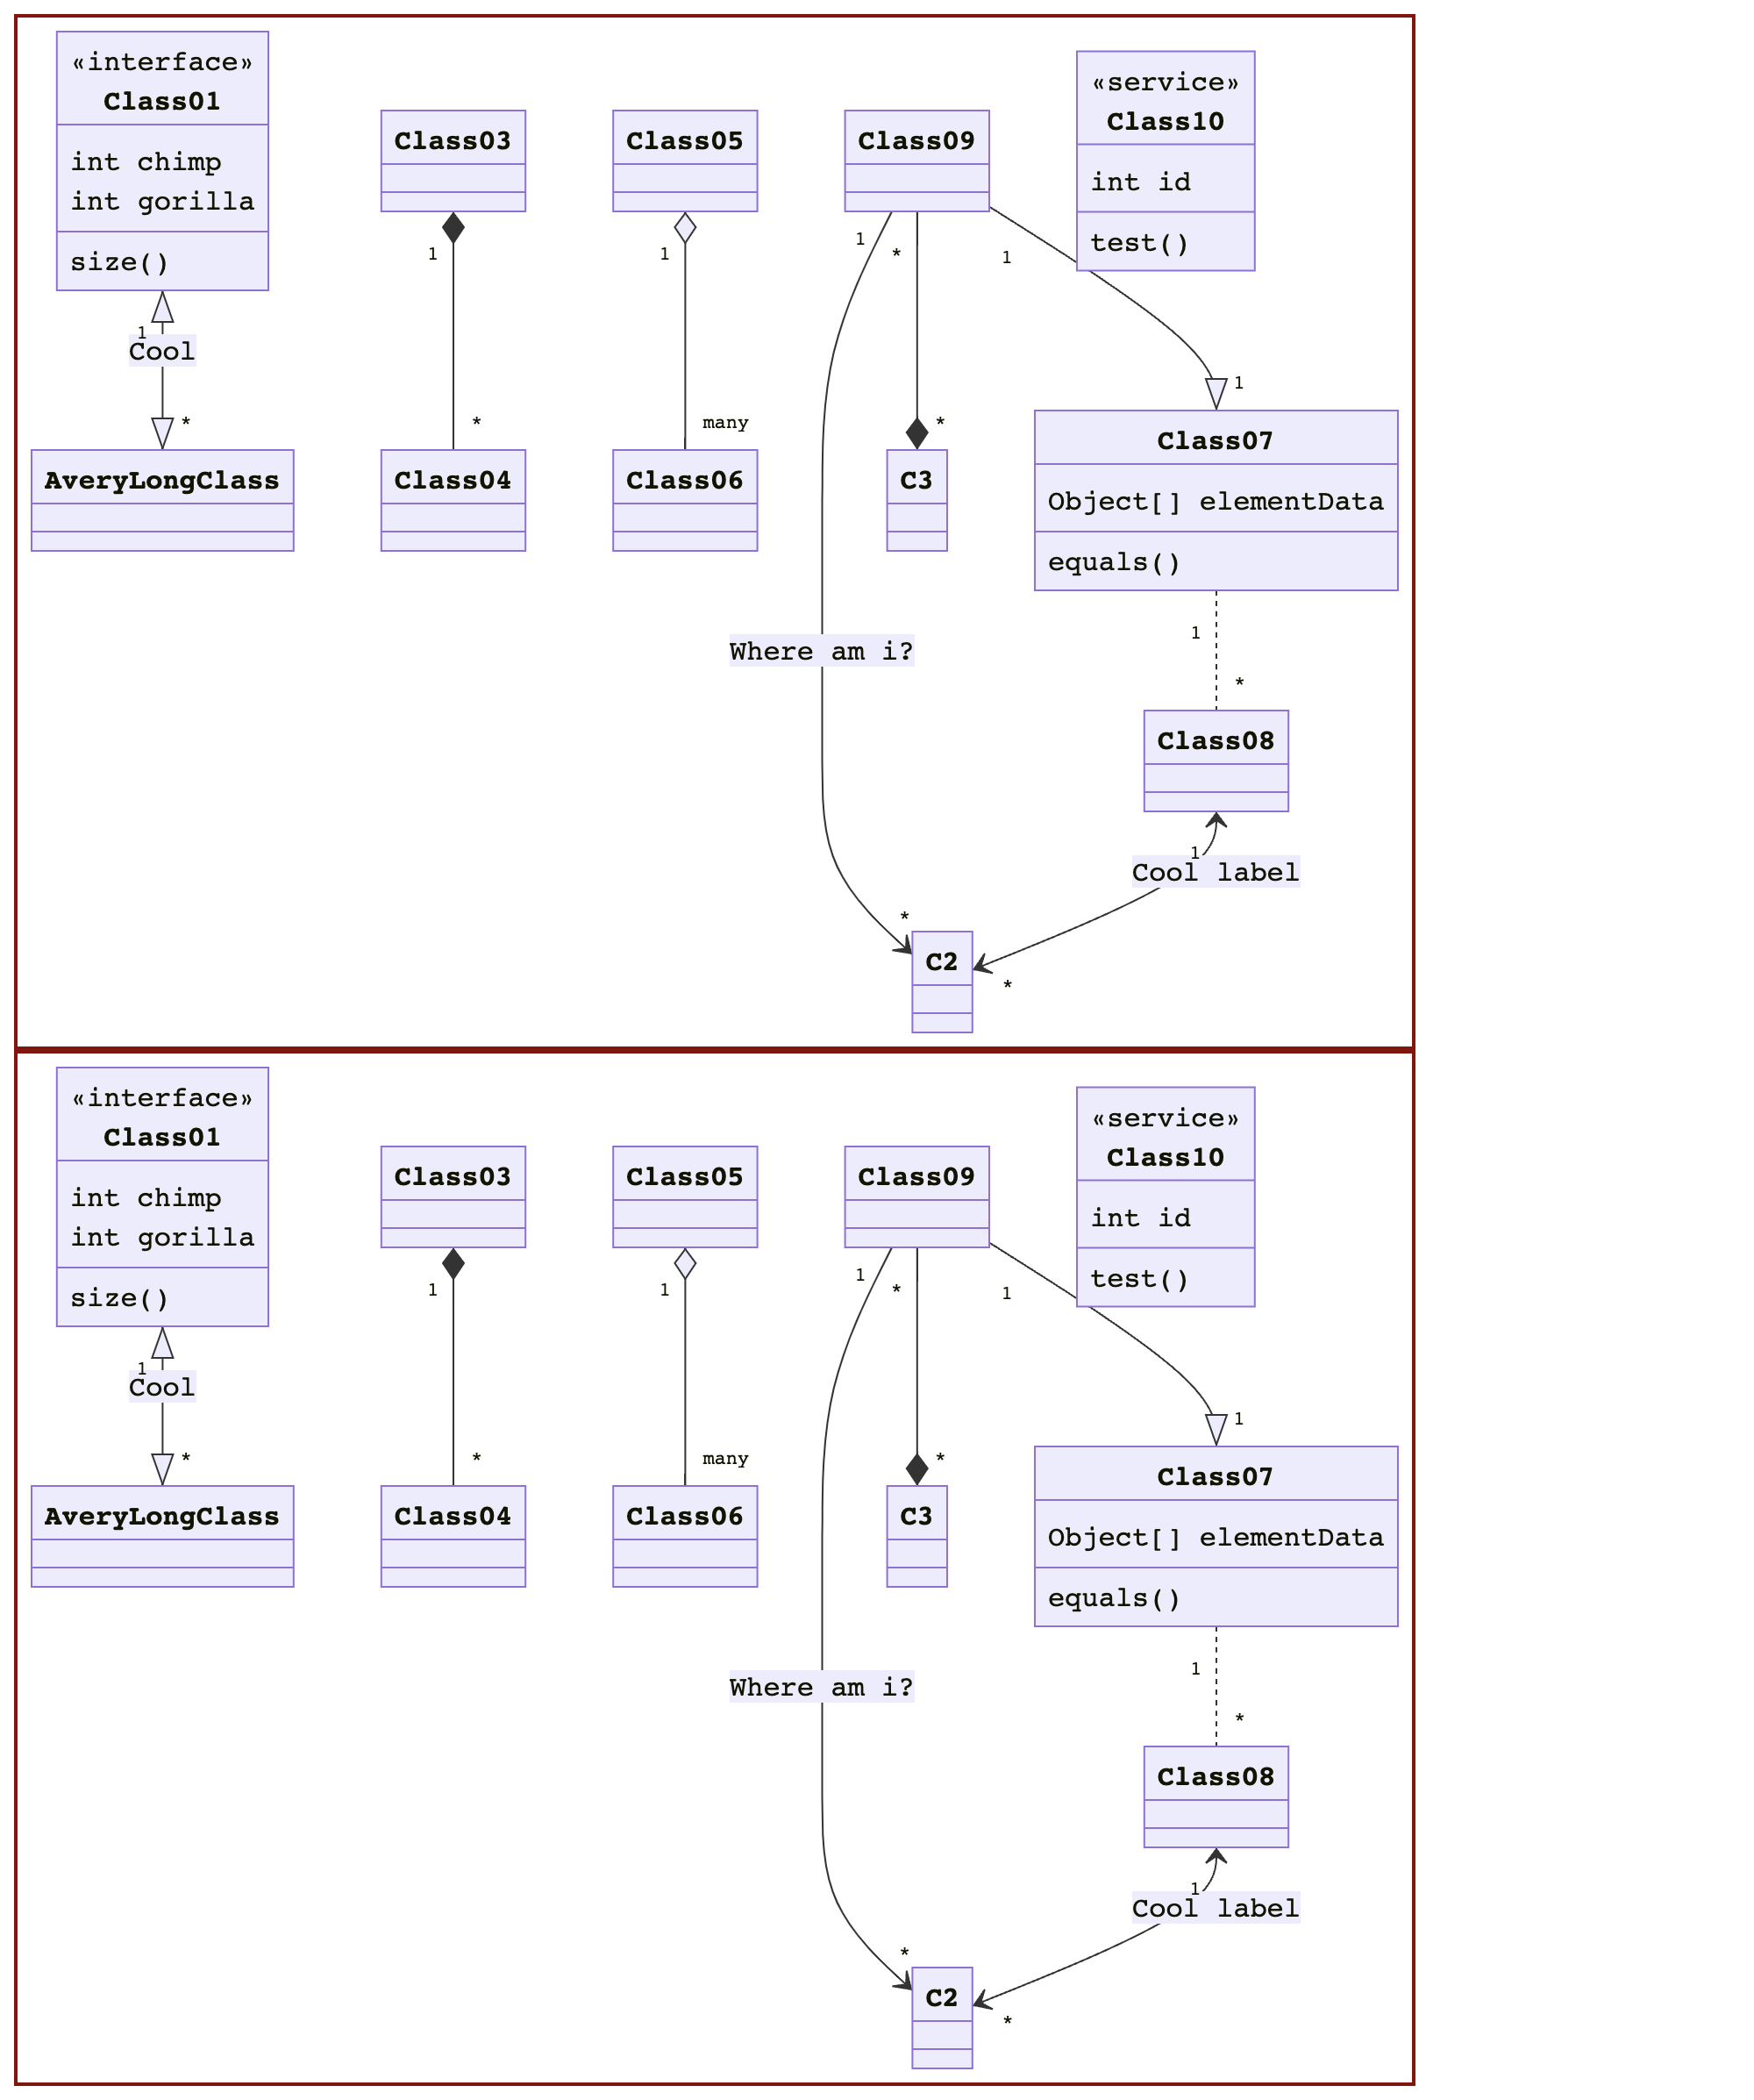 «interface»
Class01
int chimp
int gorilla
size()
1
Cool
*
AveryLongClass
Class03
1
*
Class04
Class05
1
many
Class06
Class09
1
*
1
«service»
Class10
int id
test()
*
C3
1
Class07
Object[] elementData
equals()
1
*
Where am i?
Class08
1
Cool label
*
C2
*
«interface»
Class01
int chimp
int gorilla
size()
1
Cool
*
AveryLongClass
Class03
1
*
Class04
Class05
1
many
Class06
Class09
1
*
1
«service»
Class10
int id
test()
*
C3
1
Class07
Object[] elementData
equals()
1
*
Where am i?
Class08
1
Cool label
*
C2
*